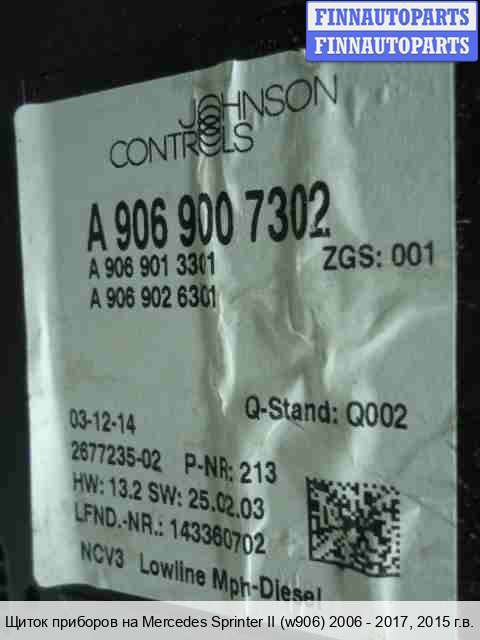 FINNAUTOPARTS
FINNAUTOPARTS
JOHNSON
CONTROLS
A 906 900 7302
A 906 901 3301
ZGS: 001
A 906 902 6301
03-12-14
Q-Stand: Q002
2677235-02 P-NR: 213
HW: 13.2 SW: 25.02.03
LFND.-NR.: 143360702
NCV3 Lowline Mph-Diesel
Щиток приборов на Mercedes Sprinter II (w906) 2006 - 2017, 2015 г.в.